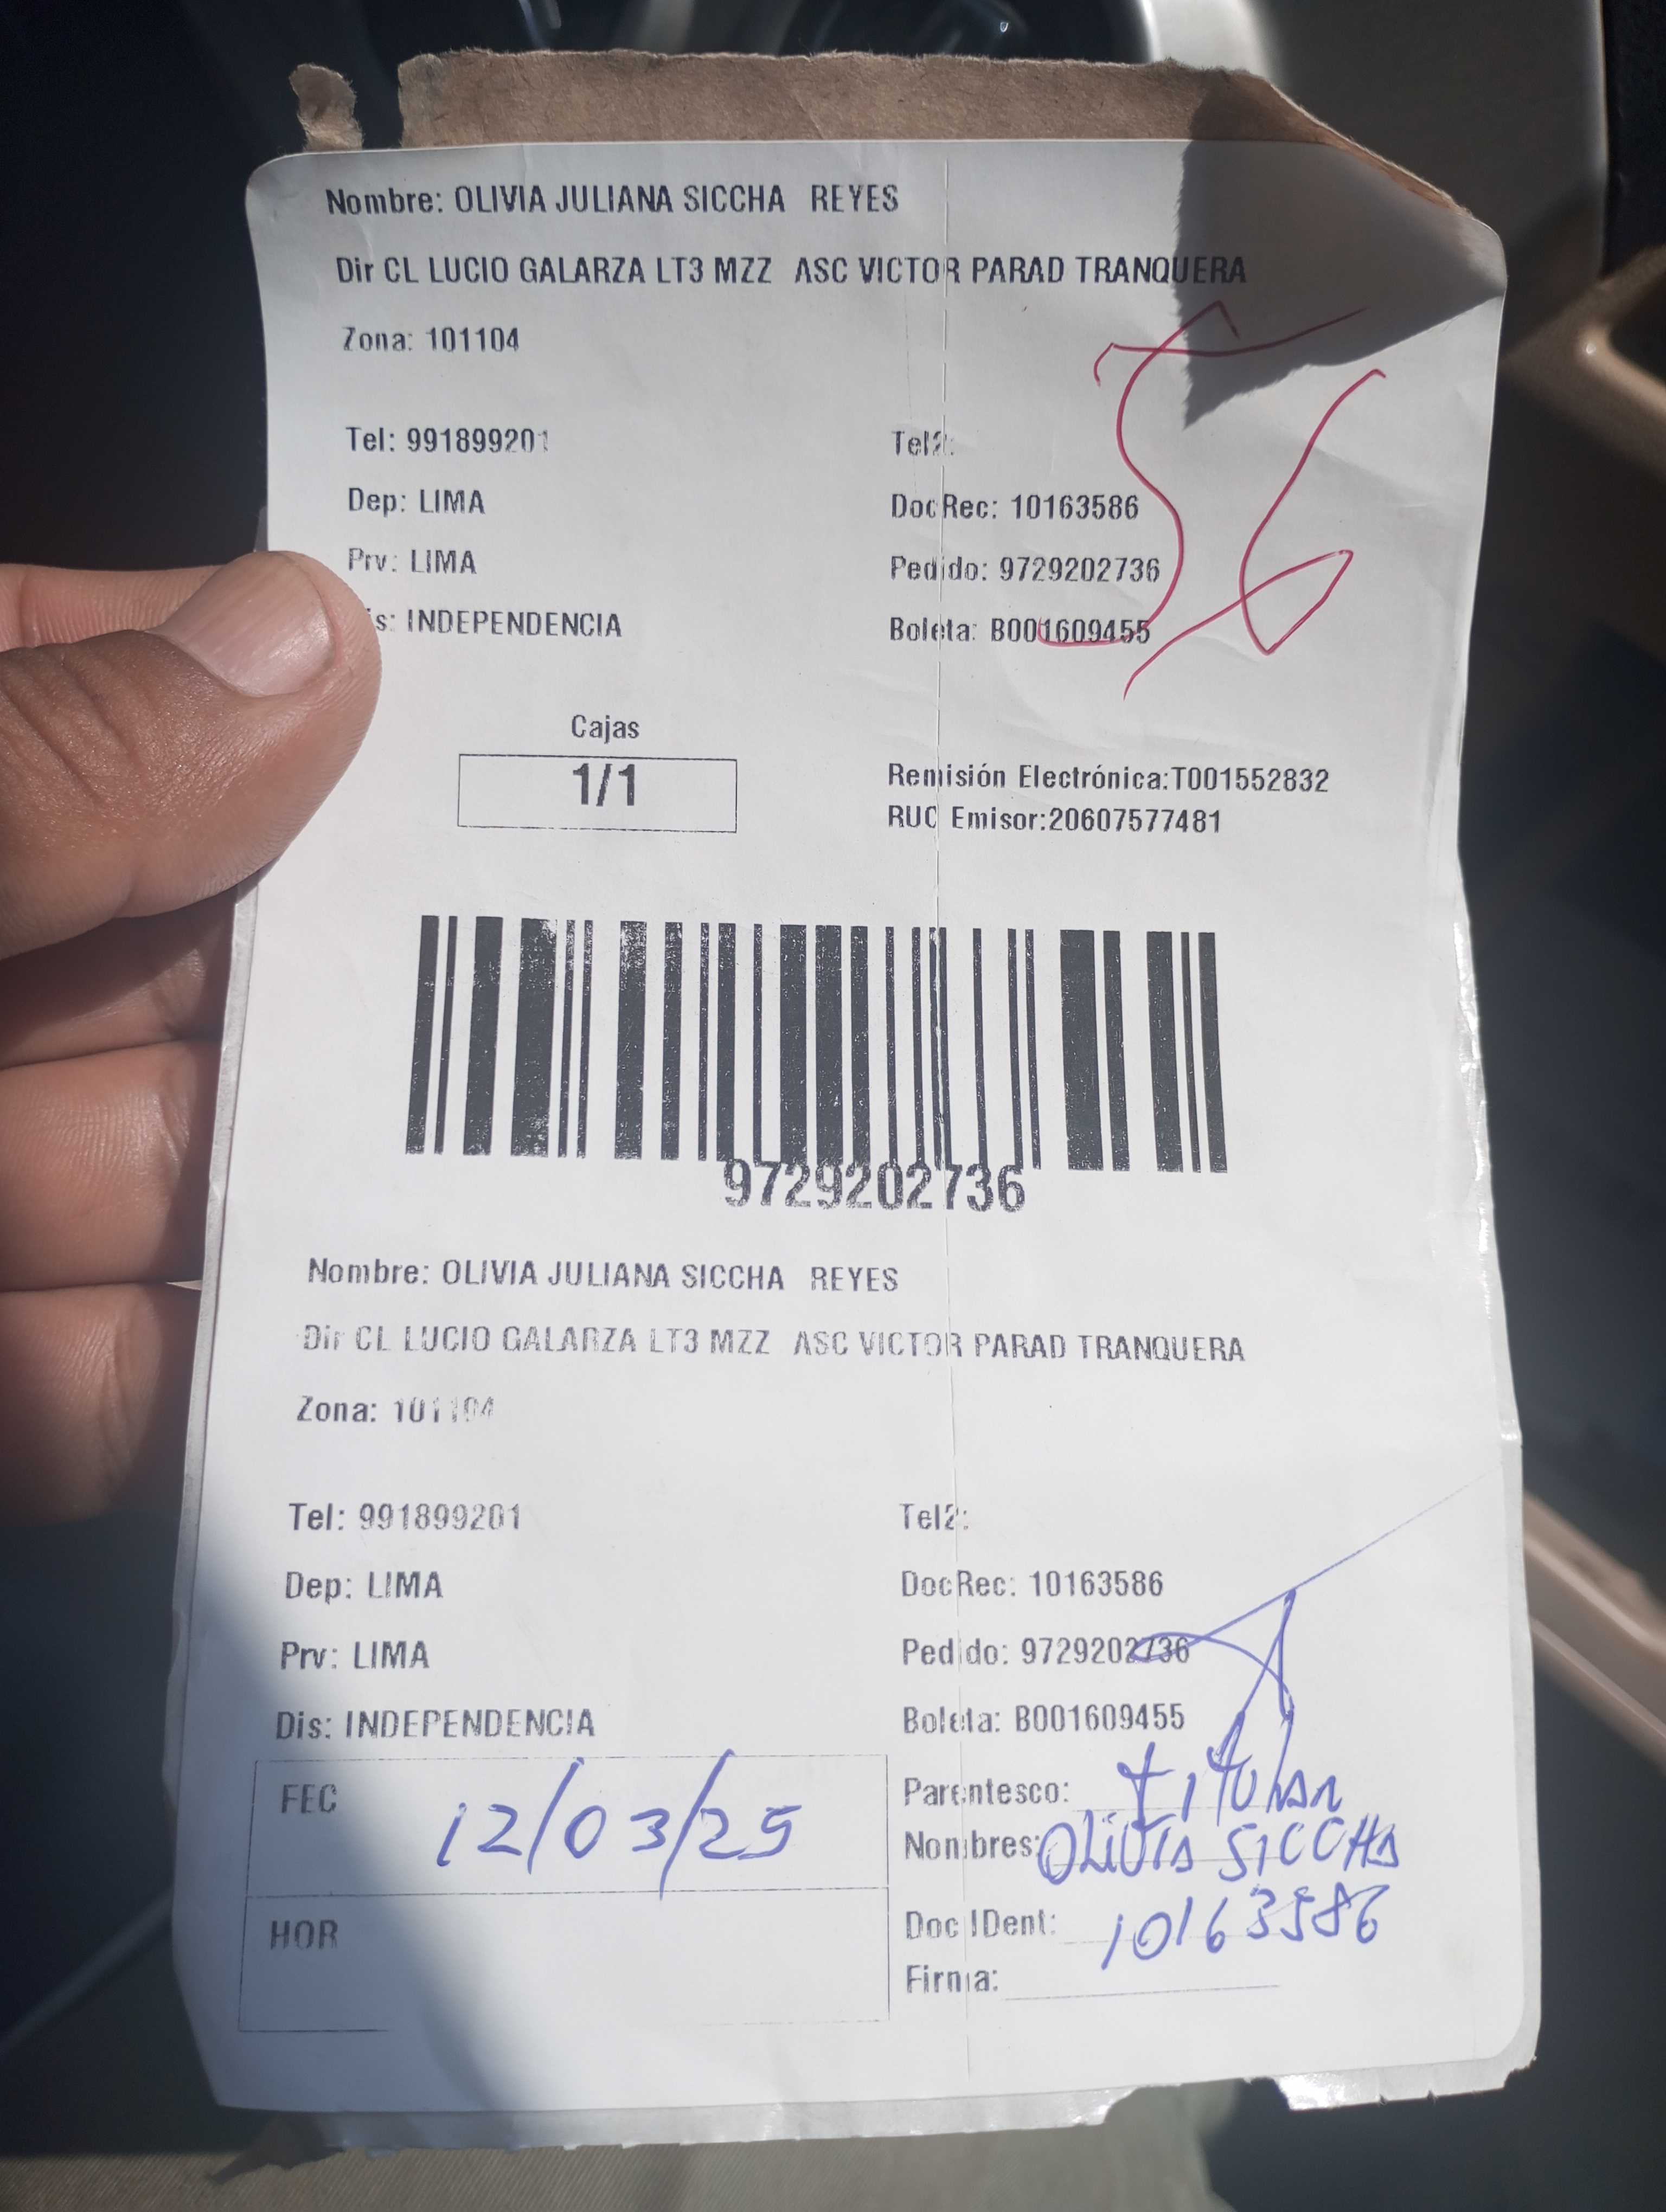 Nombre: OLIVIA JULIANA SICCHA REYES
Dir CL LUCIO GALARZA LT3 MZZ ASC VICTOR PARAD TRANQUERA
Zona: 101104
Tel: 991899201 Tel2:
Dep: LIMA DocRec: 10163586
Prv: LIMA Pedido: 9729202736
is: INDEPENDENCIA Boleta: B001609455
56
Cajas
1/1
Remisión Electrónica:T001552832
RUC Emisor:20607577481
9729202736
Nombre: OLIVIA JULIANA SICCHA REYES
Dir CL LUCIO GALARZA LT3 MZZ ASC VICTOR PARAD TRANQUERA
Zona: 101104
Tel: 991899201 Tel2:
Dep: LIMA DocRec: 10163586
Prv: LIMA Pedido: 9729202736
Dis: INDEPENDENCIA Boleta: B001609455
FEC 12/03/25
HOR
Parentesco: titular
Nombres: OLIVIA SICCHA
Doc IDent: 10163586
Firma: